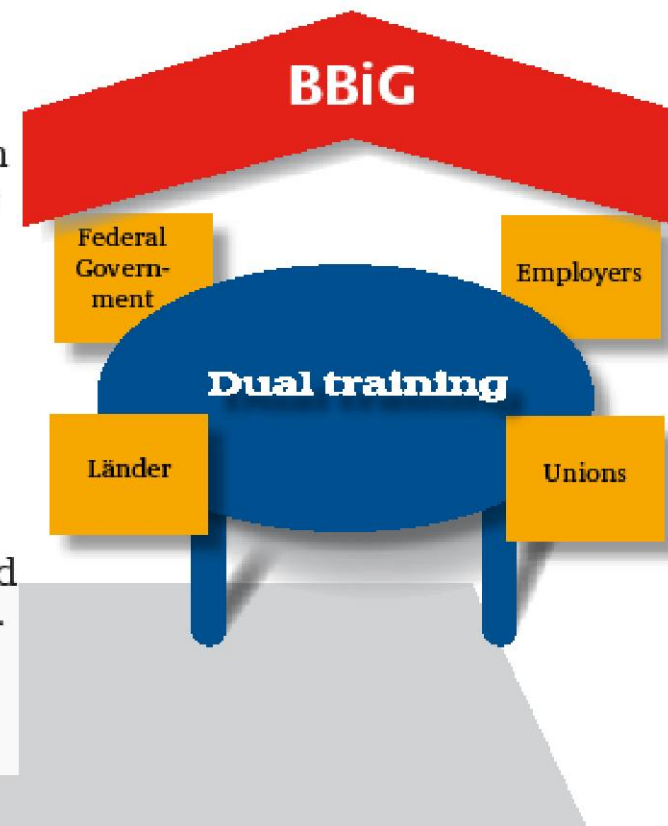 BBiG
Federal
Govern-
ment
Employers
Dual training
Länder
Unions